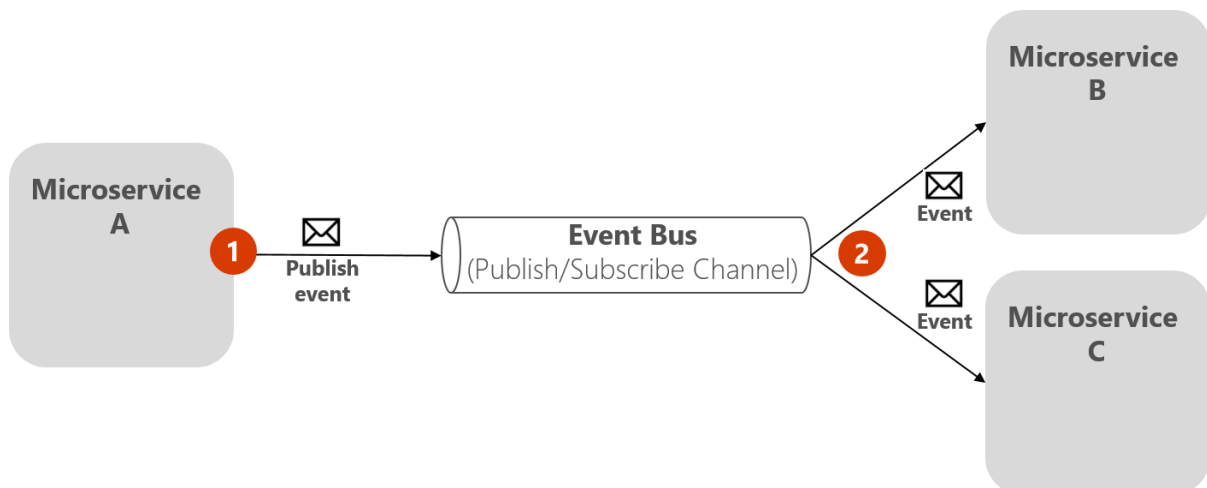 Microservice
A
1
Publish
event
Event Bus
(Publish/Subscribe Channel)
2
Event
Event
Microservice
B
Microservice
C